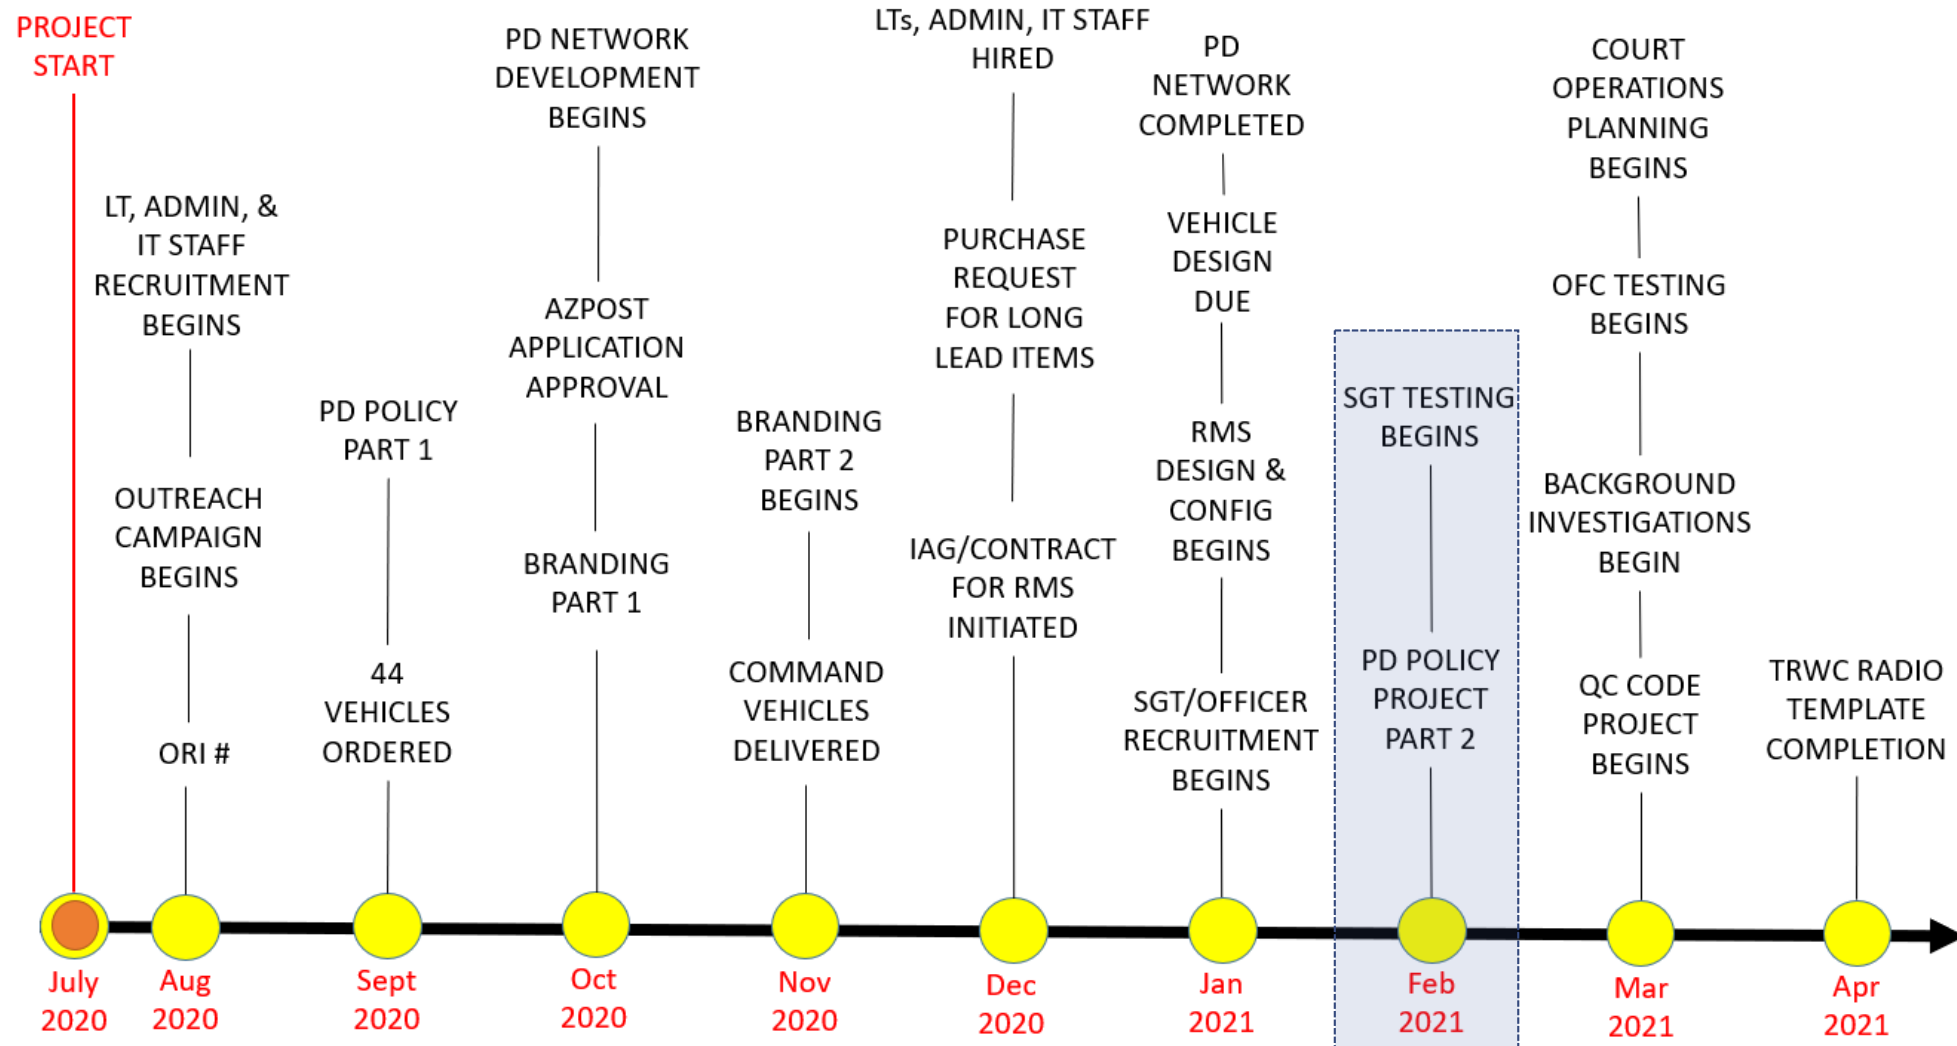 PROJECT
START
LT, ADMIN, &
IT STAFF
RECRUITMENT
BEGINS
OUTREACH
CAMPAIGN
BEGINS
ORI #
PD POLICY
PART 1
44
VEHICLES
ORDERED
PD NETWORK
DEVELOPMENT
BEGINS
AZPOST
APPLICATION
APPROVAL
BRANDING
PART 1
BRANDING
PART 2
BEGINS
COMMAND
VEHICLES
DELIVERED
LTs, ADMIN, IT STAFF
HIRED
PURCHASE
REQUEST
FOR LONG
LEAD ITEMS
IAG/CONTRACT
FOR RMS
INITIATED
PD
NETWORK
COMPLETED
VEHICLE
DESIGN
DUE
RMS
DESIGN &
CONFIG
BEGINS
SGT/OFFICER
RECRUITMENT
BEGINS
SGT TESTING
BEGINS
PD POLICY
PROJECT
PART 2
COURT
OPERATIONS
PLANNING
BEGINS
OFC TESTING
BEGINS
BACKGROUND
INVESTIGATIONS
BEGIN
QC CODE
PROJECT
BEGINS
TRWC RADIO
TEMPLATE
COMPLETION
July
2020
Aug
2020
Sept
2020
Oct
2020
Nov
2020
Dec
2020
Jan
2021
Feb
2021
Mar
2021
Apr
2021